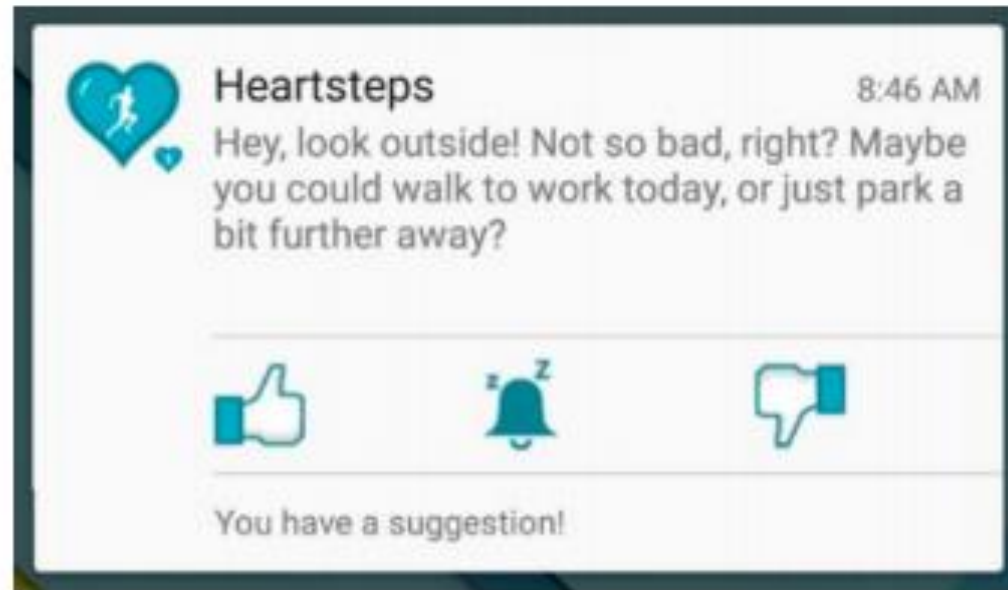 Heartsteps 8:46 AM
Hey, look outside! Not so bad, right? Maybe
you could walk to work today, or just park a
bit further away?
z z
You have a suggestion!